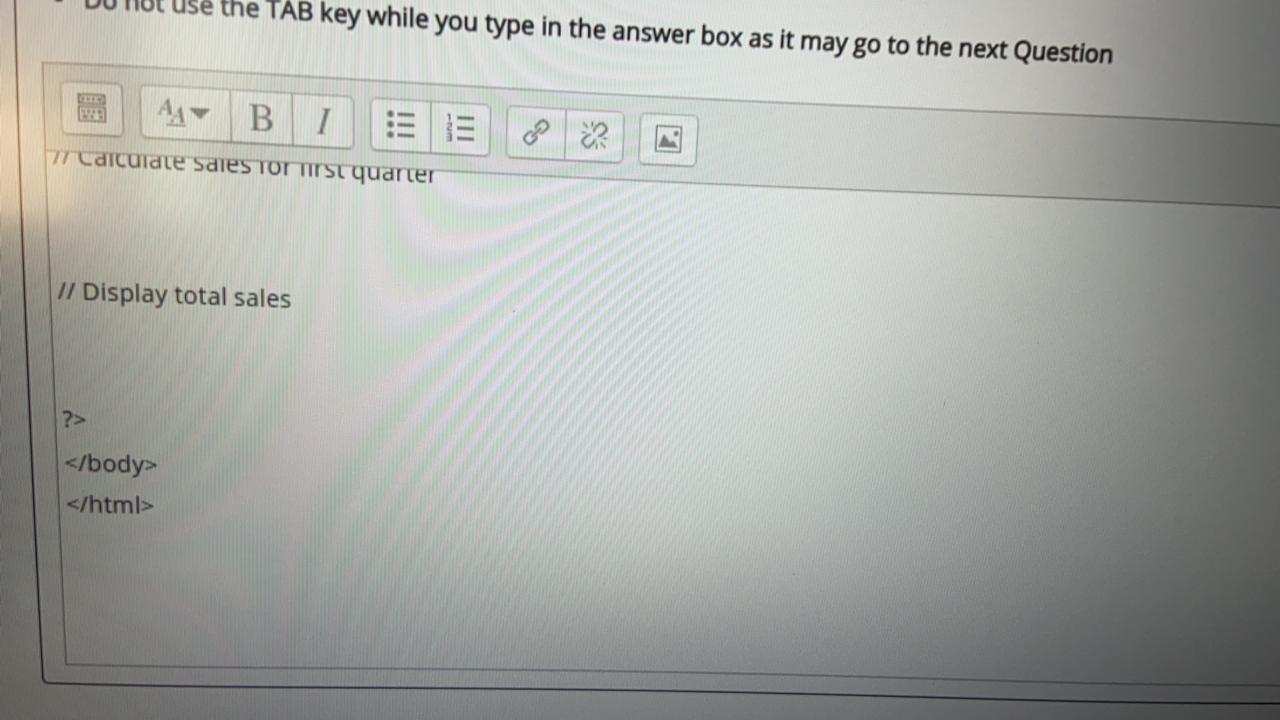 Do not use the TAB key while you type in the answer box as it may go to the next Question
AA B I
// Calculate sales for first quarter
// Display total sales
?>
</body>
</html>